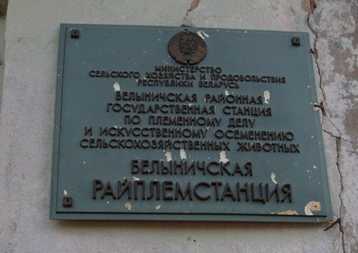 МИНИСТЕРСТВО
СЕЛЬСКОГО ХОЗЯЙСТВА И ПРОДОВОЛЬСТВИЯ
РЕСПУБЛИКИ БЕЛАРУСЬ
БЕЛЫНИЧСКАЯ РАЙОННАЯ
ГОСУДАРСТВЕННАЯ СТАНЦИЯ
ПО ПЛЕМЕННОМУ ДЕЛУ
И ИСКУССТВЕННОМУ ОСЕМЕНЕНИЮ
СЕЛЬСКОХОЗЯЙСТВЕННЫХ ЖИВОТНЫХ
БЕЛЫНИЧСКАЯ
РАЙПЛЕМСТАНЦИЯ